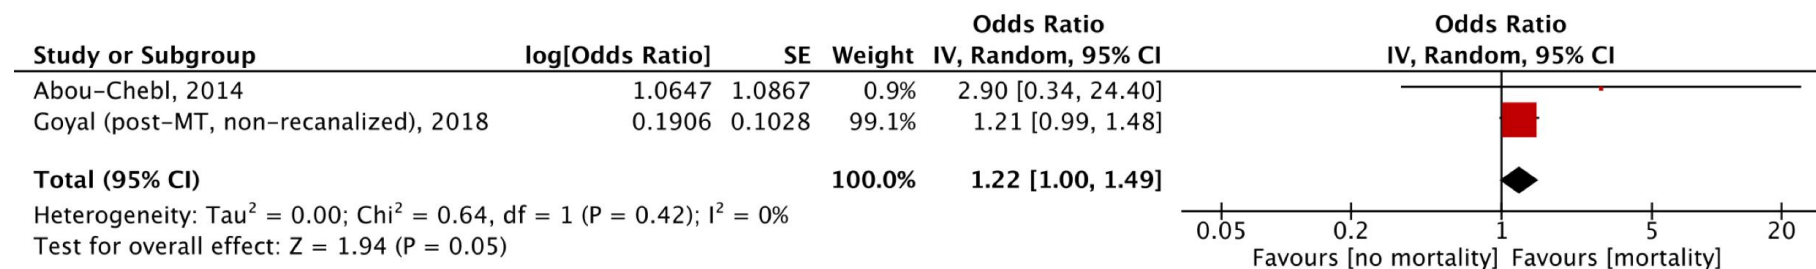 Odds Ratio Odds Ratio
Study or Subgroup log[Odds Ratio] SE Weight IV, Random, 95% CI IV, Random, 95% CI
Abou-Chebl, 2014 1.0647 1.0867 0.9% 2.90 [0.34, 24.40]
Goyal (post-MT, non-recanalized), 2018 0.1906 0.1028 99.1% 1.21 [0.99, 1.48]
Total (95% CI) 100.0% 1.22 [1.00, 1.49]
Heterogeneity: Tau² = 0.00; Chi² = 0.64, df = 1 (P = 0.42); I² = 0%
Test for overall effect: Z = 1.94 (P = 0.05)
0.05 0.2 1 5 20
Favours [no mortality] Favours [mortality]